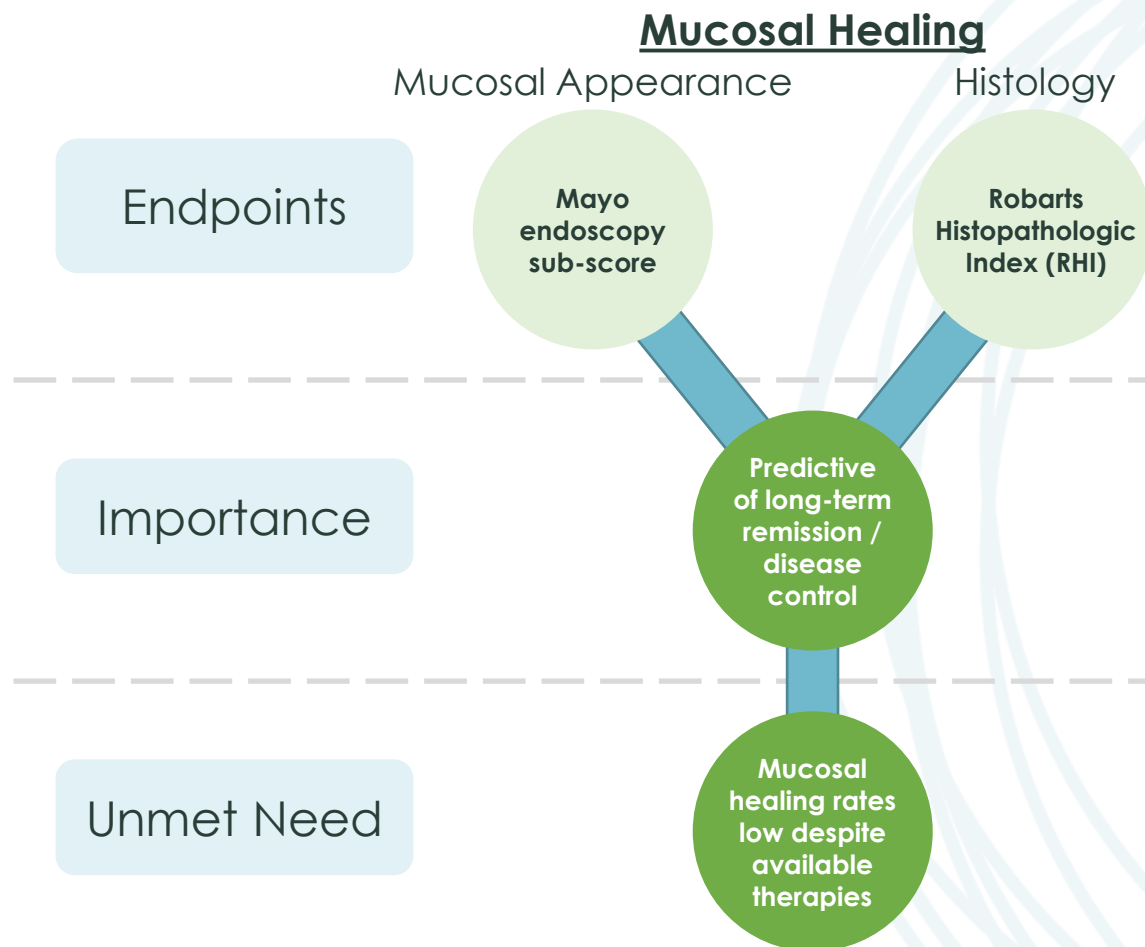 Mucosal Healing
Mucosal Appearance
Histology
Endpoints
Mayo
endoscopy
sub-score
Robarts
Histopathologic
Index (RHI)
Importance
Predictive
of long-term
remission /
disease
control
Unmet Need
Mucosal
healing rates
low despite
available
therapies